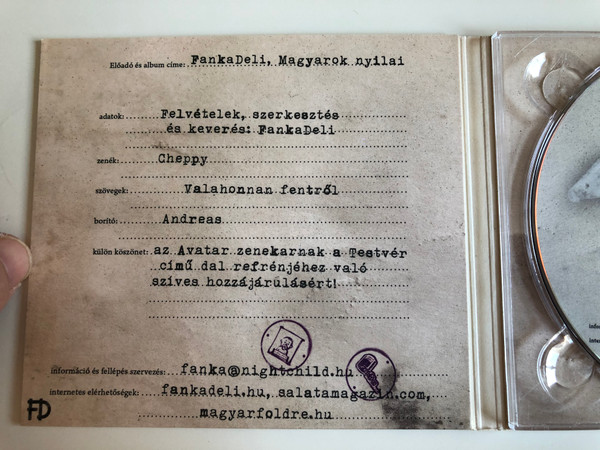 Előadó és album címe: FankaDeli, Magyarok nyilai
adatok: Felvételek, szerkesztés
és keverés: FankaDeli
zenék: Cheppy
szövegek: Valahonnan fentről
borító: Andreas
külön köszönet: az Avatar zenekarnak a Testvér
című dal refrénjéhez való
szíves hozzájárulásért!
információ és fellépés szervezés: fanka@nightchild.hu
internetes elérhetőségek: fankadeli.hu, salatamagazin.com,
magyarfoldre.hu
FD